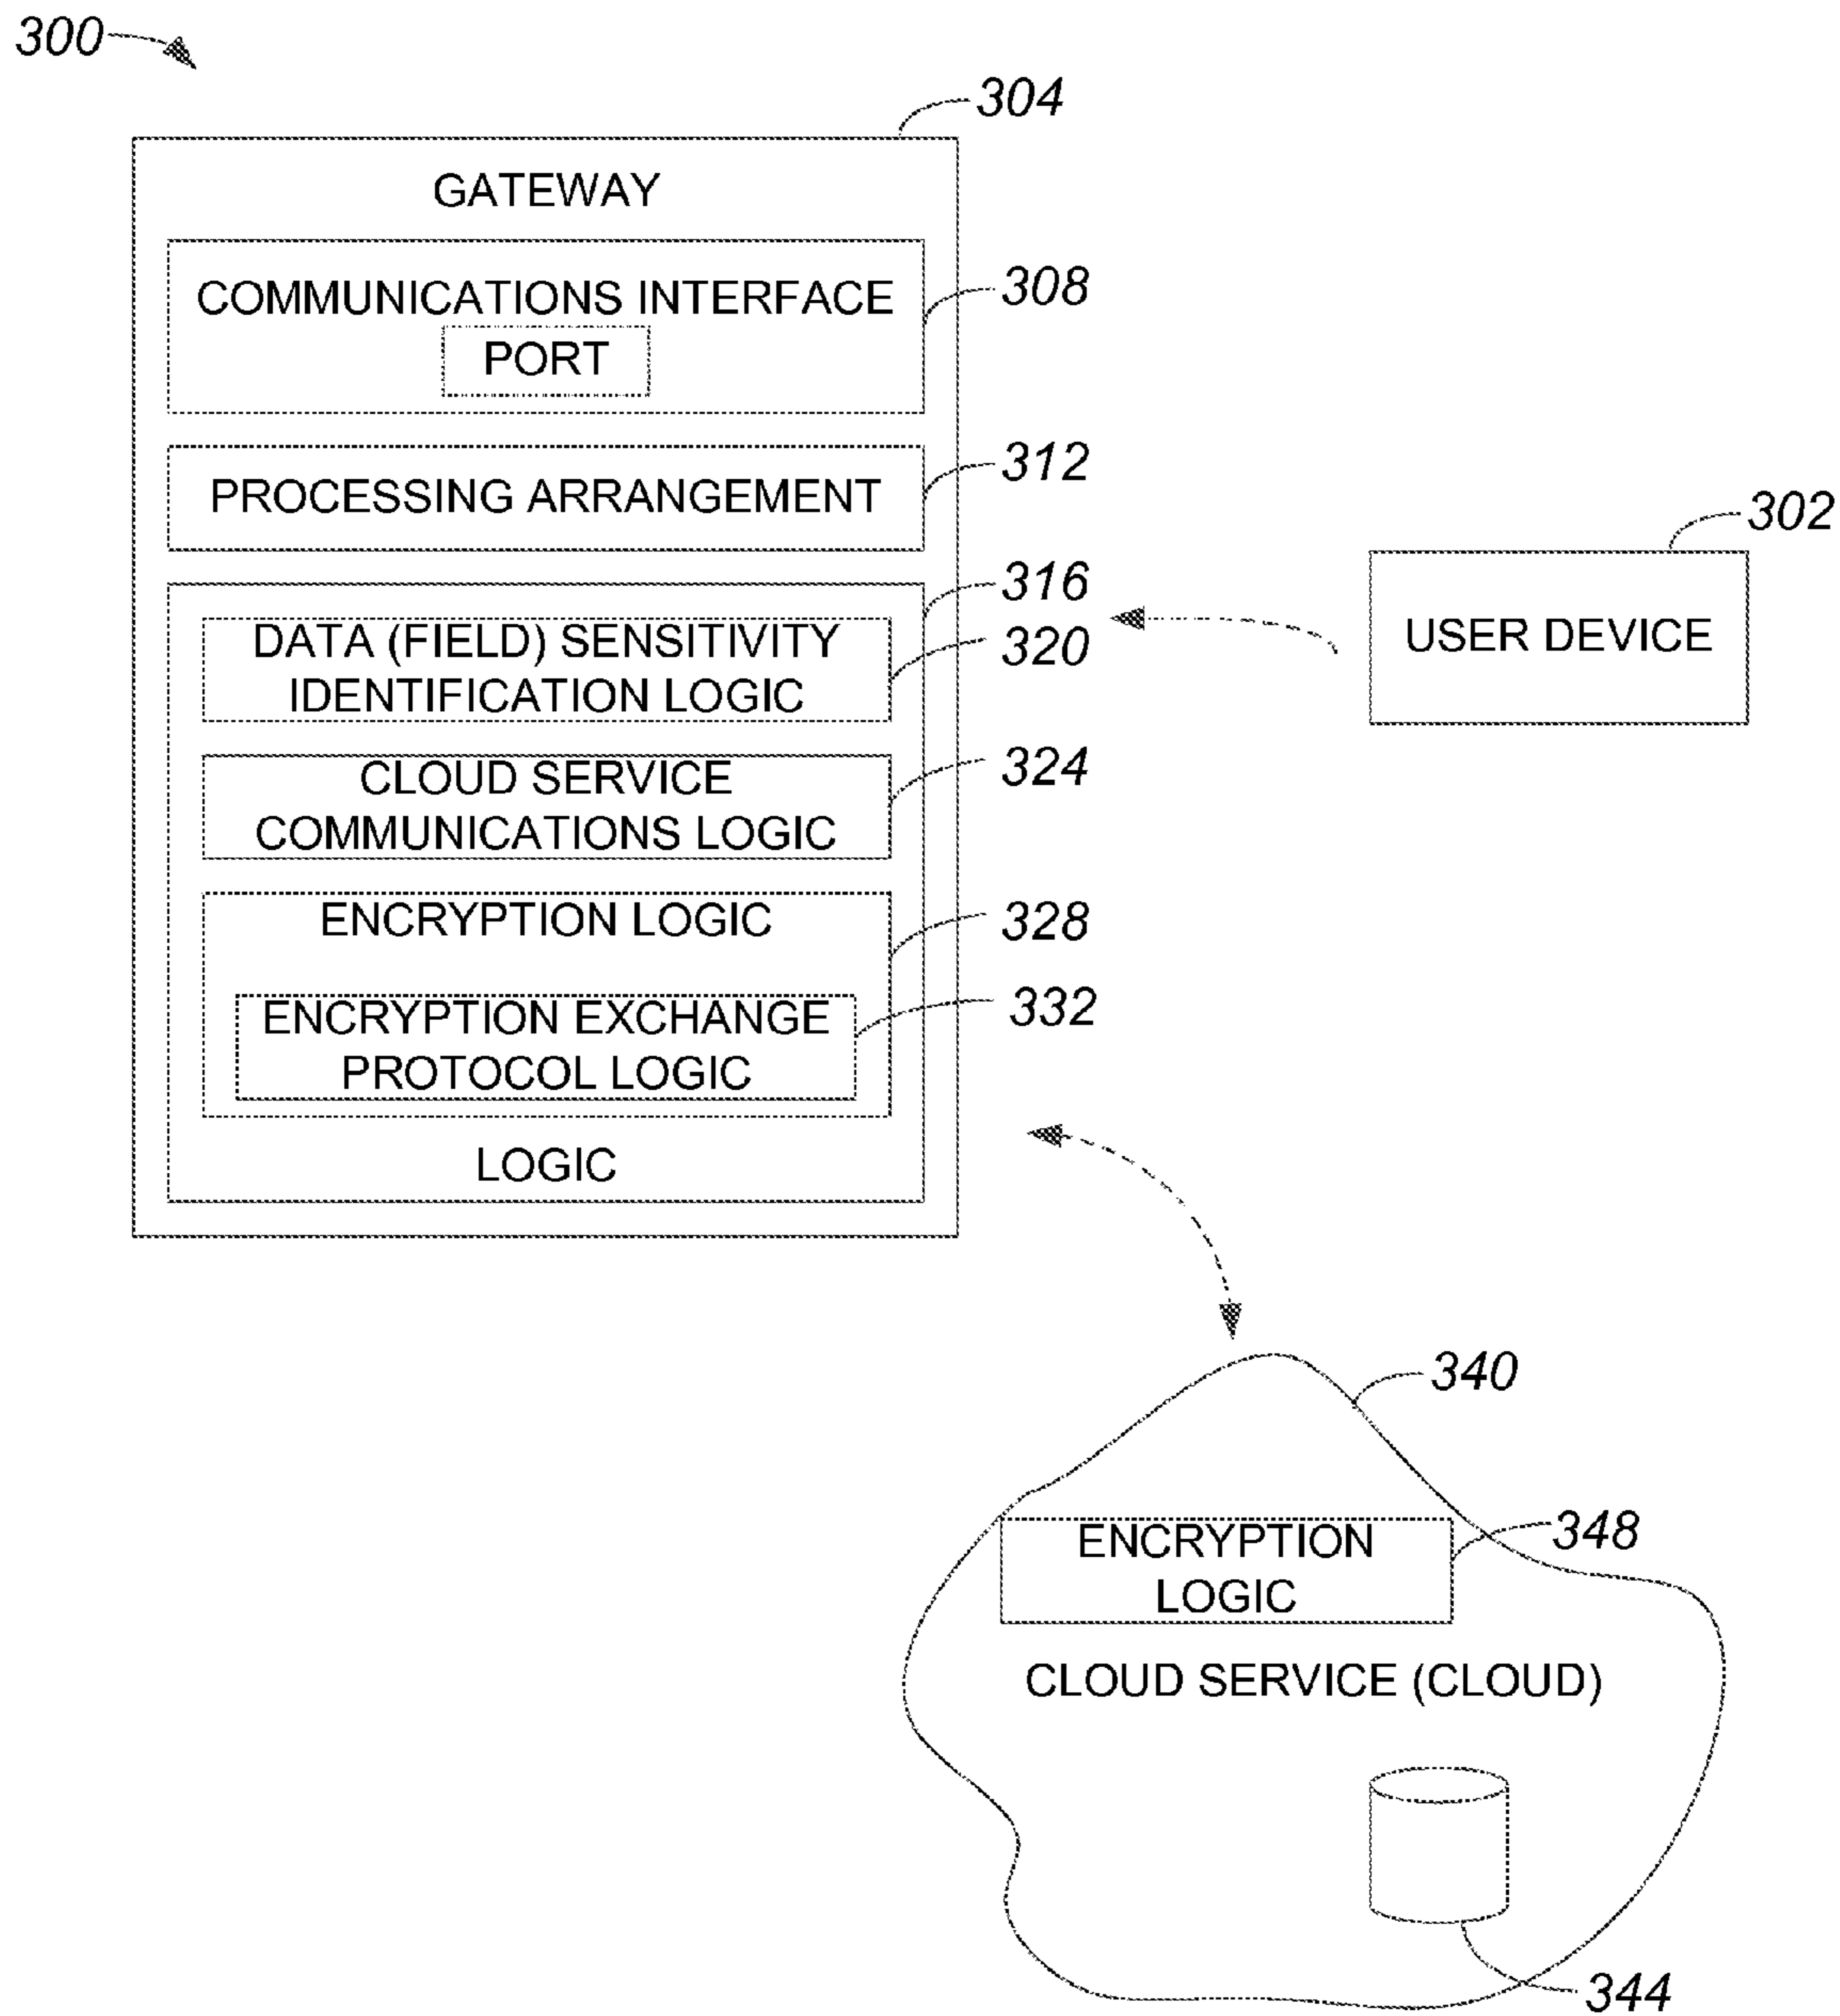 300
304
GATEWAY
COMMUNICATIONS INTERFACE
308
PORT
PROCESSING ARRANGEMENT
312
302
USER DEVICE
316
DATA (FIELD) SENSITIVITY
IDENTIFICATION LOGIC
320
CLOUD SERVICE
COMMUNICATIONS LOGIC
324
ENCRYPTION LOGIC
328
ENCRYPTION EXCHANGE
PROTOCOL LOGIC
332
LOGIC
340
ENCRYPTION
LOGIC
348
CLOUD SERVICE (CLOUD)
344